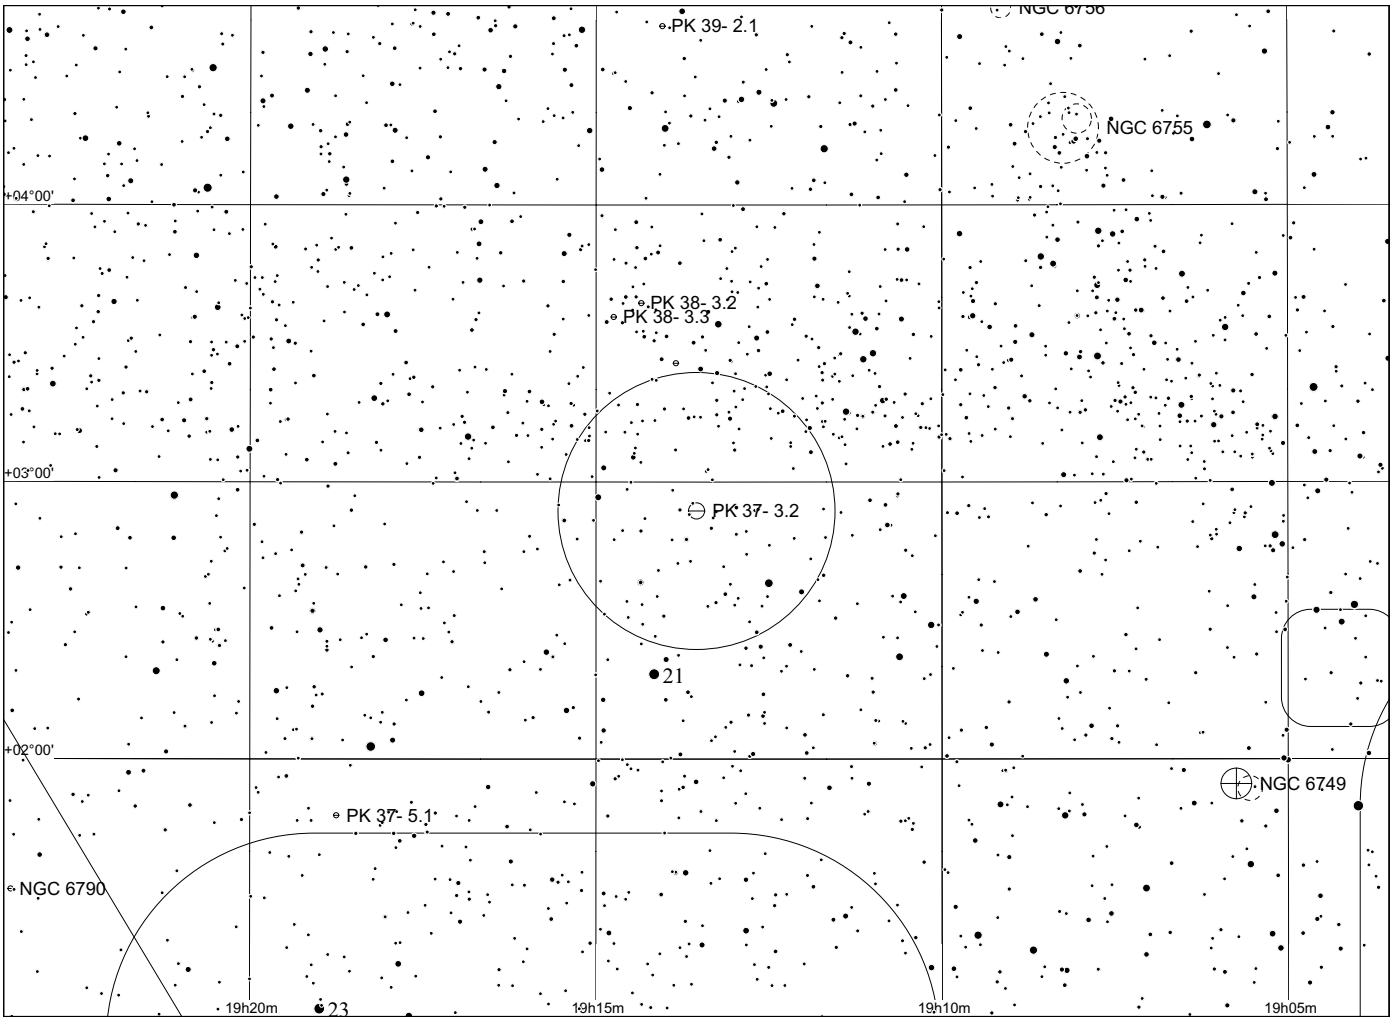 PK 39- 2.1
NGC 6756
NGC 6755
+04°00'
PK 38- 3.2
PK 38- 3.3
+03°00'
PK 37- 3.2
21
+02°00'
NGC 6749
PK 37- 5.1
NGC 6790
19h20m
23
19h15m
19h10m
19h05m